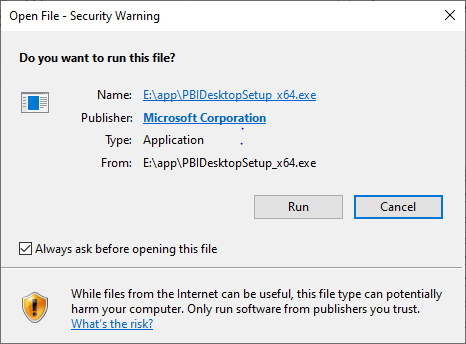 Open File - Security Warning
Do you want to run this file?
Name: E:\app\PBIDesktopSetup_x64.exe
Publisher: Microsoft Corporation
Type: Application
From: E:\app\PBIDesktopSetup_x64.exe
Run Cancel
Always ask before opening this file
While files from the Internet can be useful, this file type can potentially
harm your computer. Only run software from publishers you trust.
What's the risk?